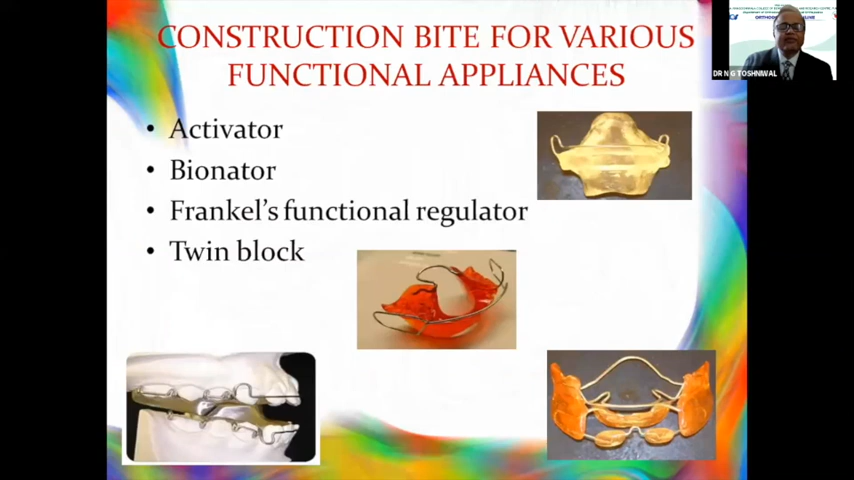 CONSTRUCTION BITE FOR VARIOUS
FUNCTIONAL APPLIANCES
• Activator
• Bionator
• Frankel's functional regulator
• Twin block
DR N G TOSHNIWAL